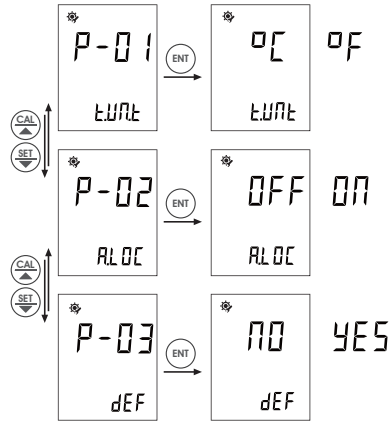 P-01 ENT °C °F
t.UN.t t.UNt
CAL
SET
P-02 ENT OFF ON
A.LOC A.LOC
CAL
SET
P-03 ENT NO YES
dEF dEF